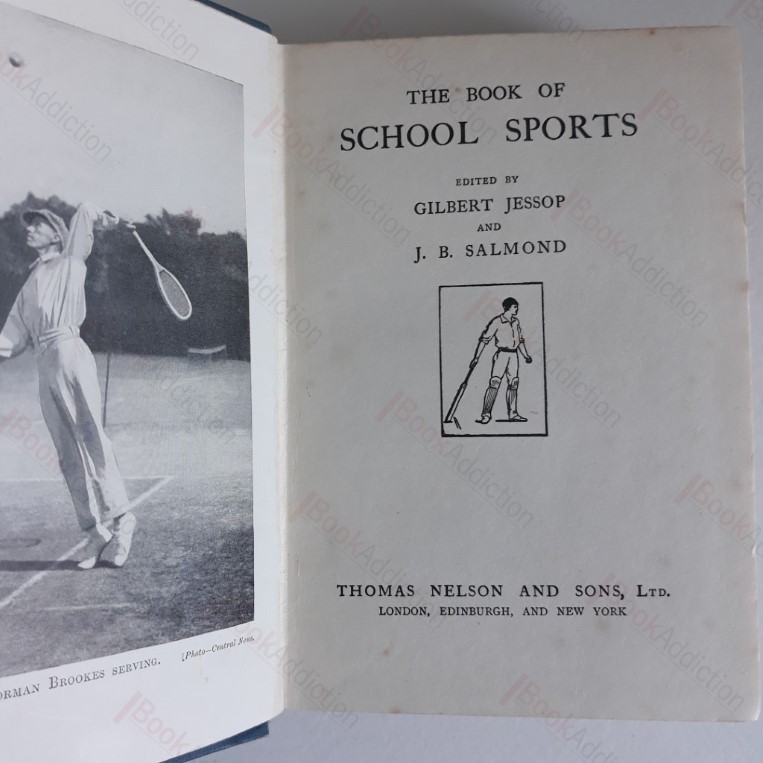 ORMAN BROOKES SERVING.
[Photo—Central News.
THE BOOK OF
SCHOOL SPORTS
EDITED BY
GILBERT JESSOP
AND
J. B. SALMOND
THOMAS NELSON AND SONS, LTD.
LONDON, EDINBURGH, AND NEW YORK
BookAddiction